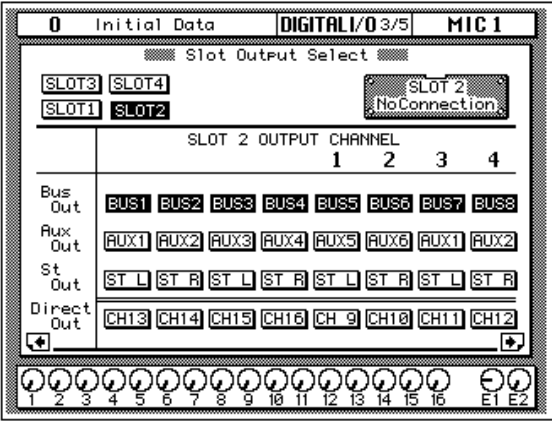 0 Initial Data DIGITAL I/O 3/5 MIC 1
Slot Output Select
SLOT3 SLOT4
SLOT1 SLOT2
SLOT 2
NoConnection
SLOT 2 OUTPUT CHANNEL
1 2 3 4
Bus Out BUS1 BUS2 BUS3 BUS4 BUS5 BUS6 BUS7 BUS8
Aux Out AUX1 AUX2 AUX3 AUX4 AUX5 AUX6 AUX1 AUX2
St Out ST L ST R ST L ST R ST L ST R ST L ST R
Direct Out CH13 CH14 CH15 CH16 CH 9 CH10 CH11 CH12
1 2 3 4 5 6 7 8 9 10 11 12 13 14 15 16 E1 E2